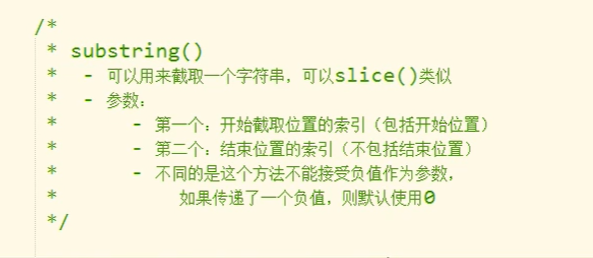 /*
* substring()
* - 可以用来截取一个字符串，可以slice()类似
* - 参数：
* - 第一个：开始截取位置的索引（包括开始位置）
* - 第二个：结束位置的索引（不包括结束位置）
* - 不同的是这个方法不能接受负值作为参数，
* 如果传递了一个负值，则默认使用0
*/